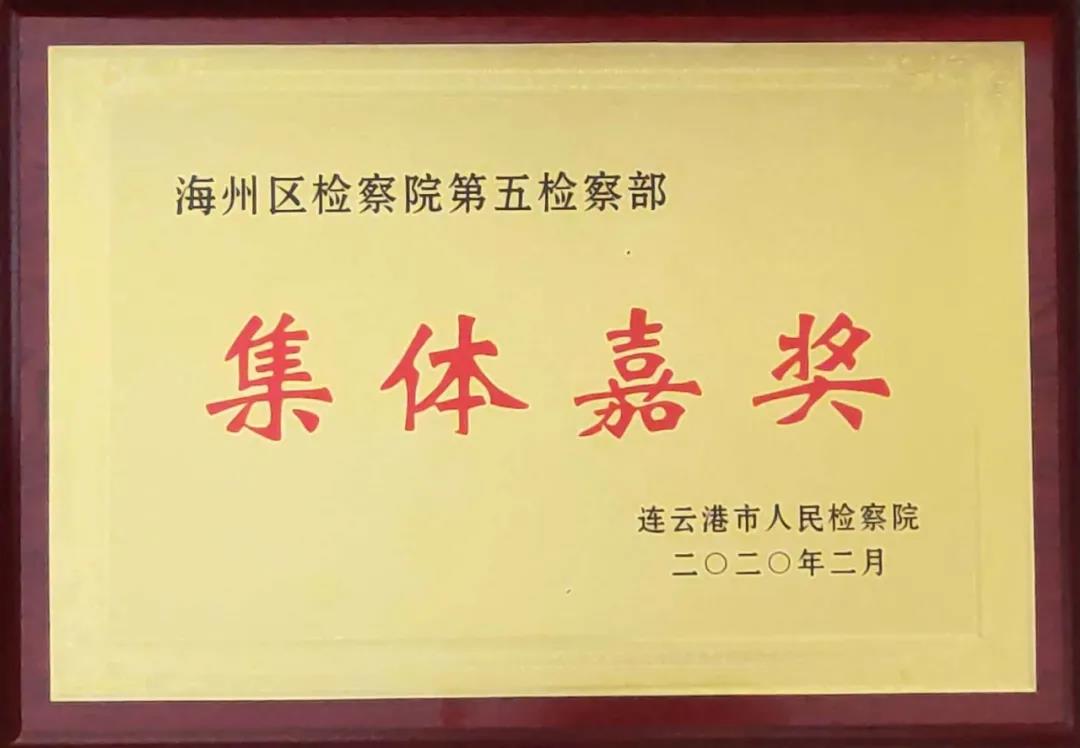 海州区检察院第五检察部
集体嘉奖
连云港市人民检察院
二〇二〇年二月